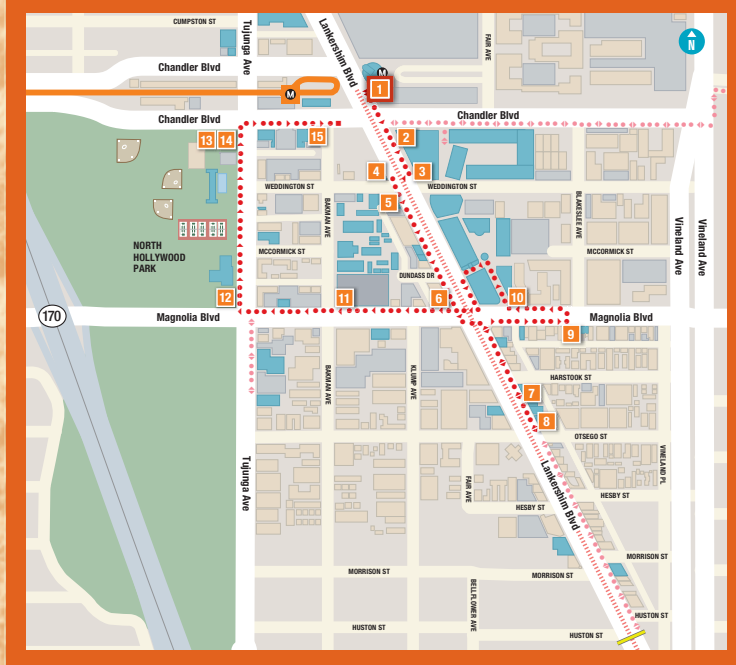 CUMPSTON ST
Tujunga Ave
Lankershim Blvd
FAIR AVE
N
Chandler Blvd
M
M
1
Chandler Blvd
Chandler Blvd
13
14
15
2
4
3
WEDDINGTON ST
WEDDINGTON ST
5
BAKMAN AVE
BLAKESLEE AVE
Vineland Ave
Vineland Ave
NORTH
HOLLYWOOD
PARK
MCCORMICK ST
MCCORMICK ST
DUNDASS DR
12
11
6
10
170
Magnolia Blvd
Magnolia Blvd
9
BAKMAN AVE
KLUMP AVE
HARSTOOK ST
7
8
OTSEGO ST
Tujunga Ave
FAIR AVE
Lankershim Blvd
VINELAND PL
HESBY ST
HESBY ST
MORRISON ST
MORRISON ST
MORRISON ST
BELLFLOWER AVE
HUSTON ST
HUSTON ST
HUSTON ST